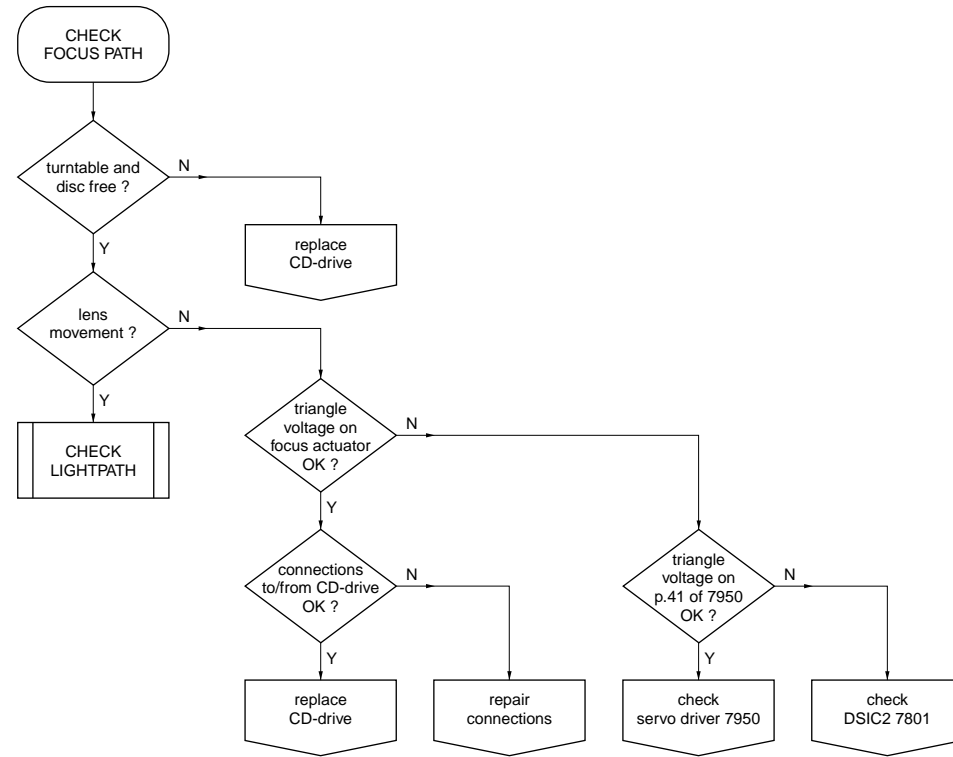 CHECK
FOCUS PATH
turntable and
disc free ?
N
Y
replace
CD-drive
lens
movement ?
N
Y
CHECK
LIGHTPATH
triangle
voltage on
focus actuator
OK ?
N
Y
connections
to/from CD-drive
OK ?
N
Y
triangle
voltage on
p.41 of 7950
OK ?
N
Y
replace
CD-drive
repair
connections
check
servo driver 7950
check
DSIC2 7801